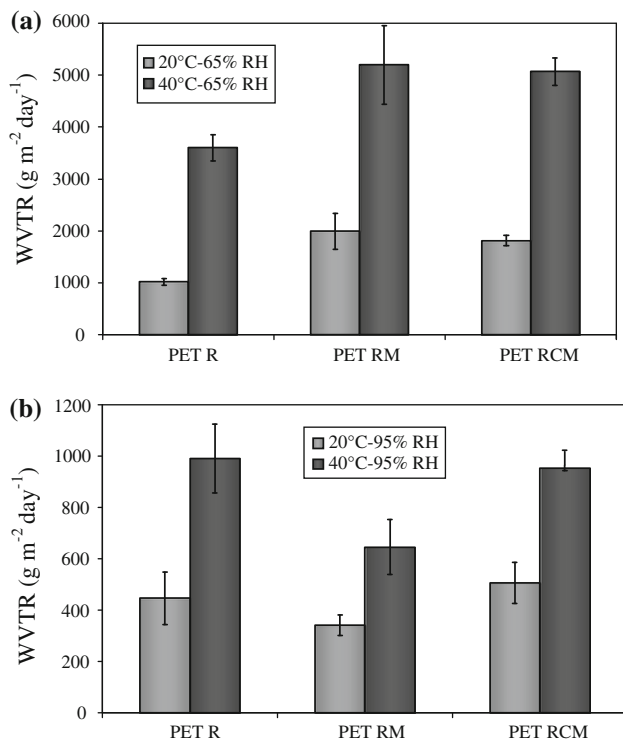 (a)
6000
5000
4000
3000
2000
1000
0
WVTR (g m⁻² day⁻¹)
20°C-65% RH
40°C-65% RH
PET R PET RM PET RCM
(b)
1200
1000
800
600
400
200
0
WVTR (g m⁻² day⁻¹)
20°C-95% RH
40°C-95% RH
PET R PET RM PET RCM